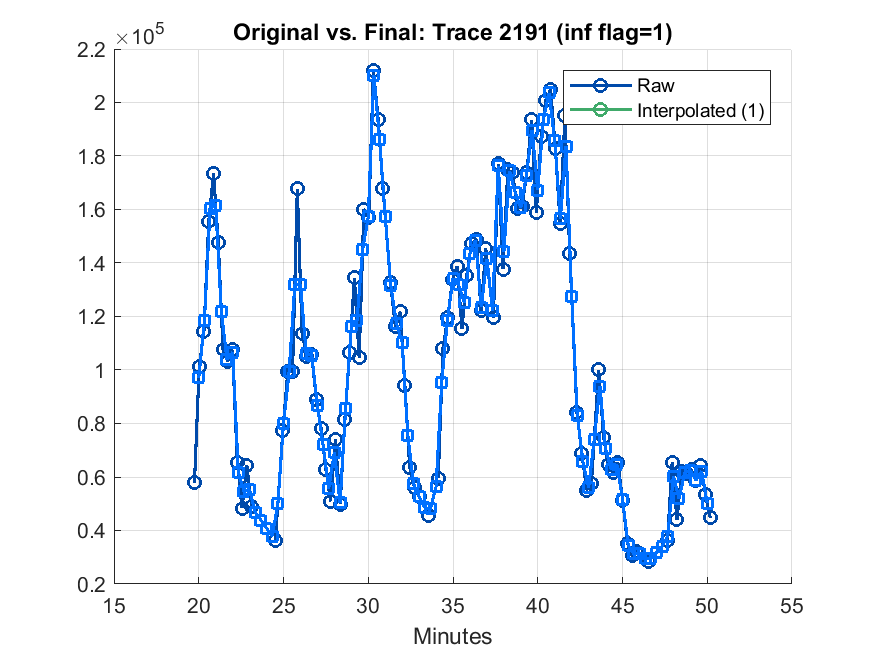 Original vs. Final: Trace 2191 (inf flag=1)
×10⁵
2.2
2
1.8
1.6
1.4
1.2
1
0.8
0.6
0.4
0.2
Raw
Interpolated (1)
15 20 25 30 35 40 45 50 55
Minutes